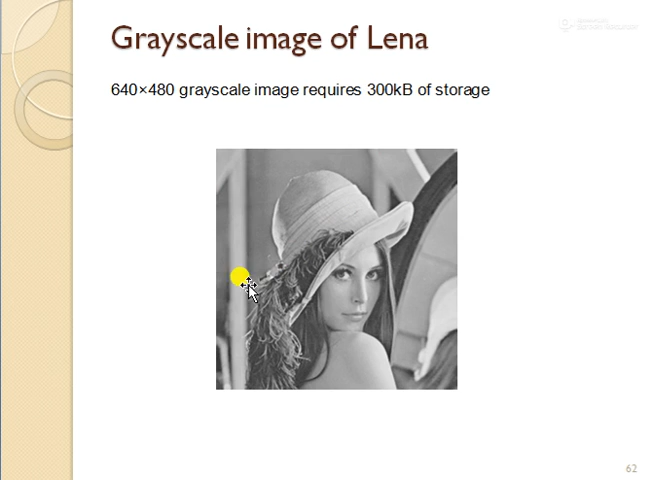 Grayscale image of Lena
640×480 grayscale image requires 300kB of storage
62